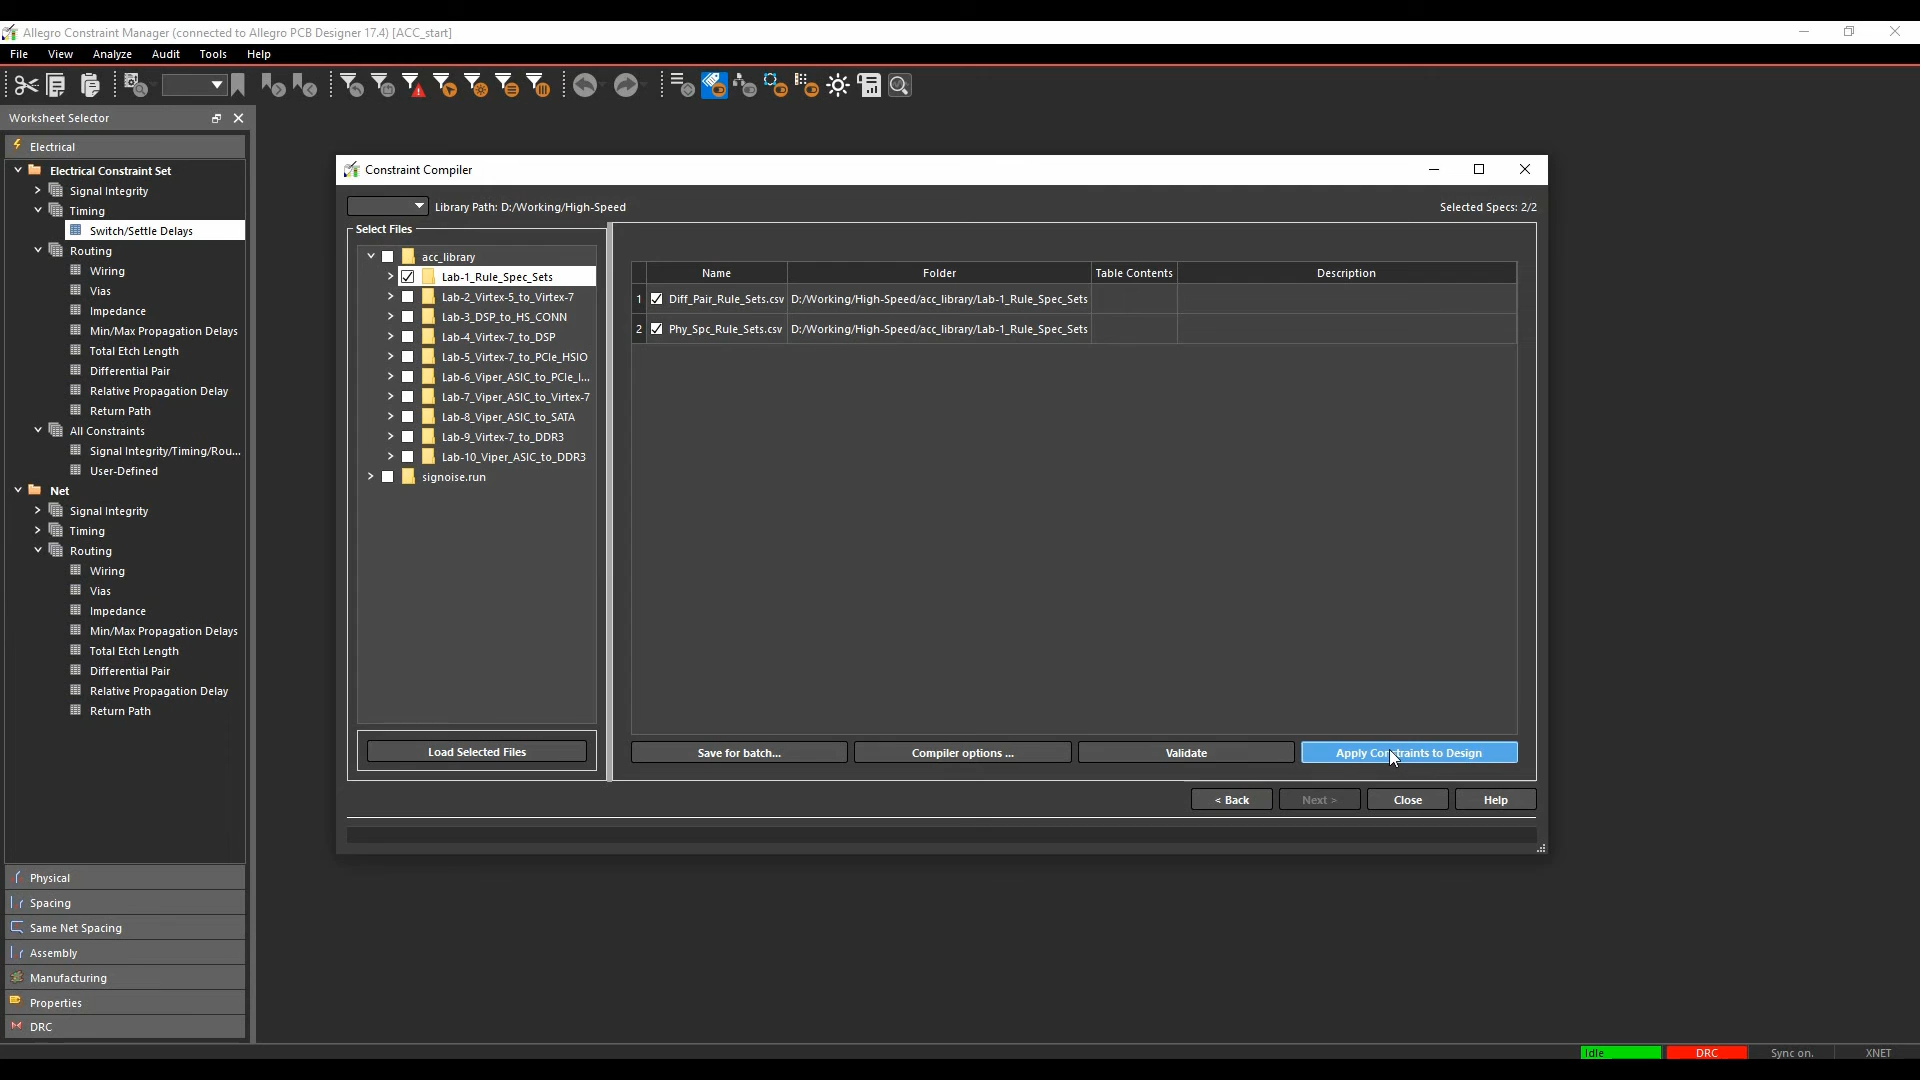 Allegro Constraint Manager (connected to Allegro PCB Designer 17.4) [ACC_start]
File View Analyze Audit Tools Help
Worksheet Selector
Electrical
Electrical Constraint Set
Signal Integrity
Timing
Switch/Settle Delays
Routing
Wiring
Vias
Impedance
Min/Max Propagation Delays
Total Etch Length
Differential Pair
Relative Propagation Delay
Return Path
All Constraints
Signal Integrity/Timing/Rou...
User-Defined
Net
Signal Integrity
Timing
Routing
Wiring
Vias
Impedance
Min/Max Propagation Delays
Total Etch Length
Differential Pair
Relative Propagation Delay
Return Path
Physical
Spacing
Same Net Spacing
Assembly
Manufacturing
Properties
DRC
Constraint Compiler
Library Path: D:/Working/High-Speed
Selected Specs: 2/2
Select Files
acc_library
Lab-1_Rule_Spec_Sets
Lab-2_Virtex-5_to_Virtex-7
Lab-3_DSP_to_HS_CONN
Lab-4_Virtex-7_to_DSP
Lab-5_Virtex-7_to_PCIe_HSIO
Lab-6_Viper_ASIC_to_PCIe_I...
Lab-7_Viper_ASIC_to_Virtex-7
Lab-8_Viper_ASIC_to_SATA
Lab-9_Virtex-7_to_DDR3
Lab-10_Viper_ASIC_to_DDR3
signoise.run
Load Selected Files
Name Folder Table Contents Description
1 Diff_Pair_Rule_Sets.csv D:/Working/High-Speed/acc_library/Lab-1_Rule_Spec_Sets
2 Phy_Spc_Rule_Sets.csv D:/Working/High-Speed/acc_library/Lab-1_Rule_Spec_Sets
Save for batch... Compiler options ... Validate Apply Constraints to Design
< Back Next > Close Help
Idle DRC Sync on. XNET